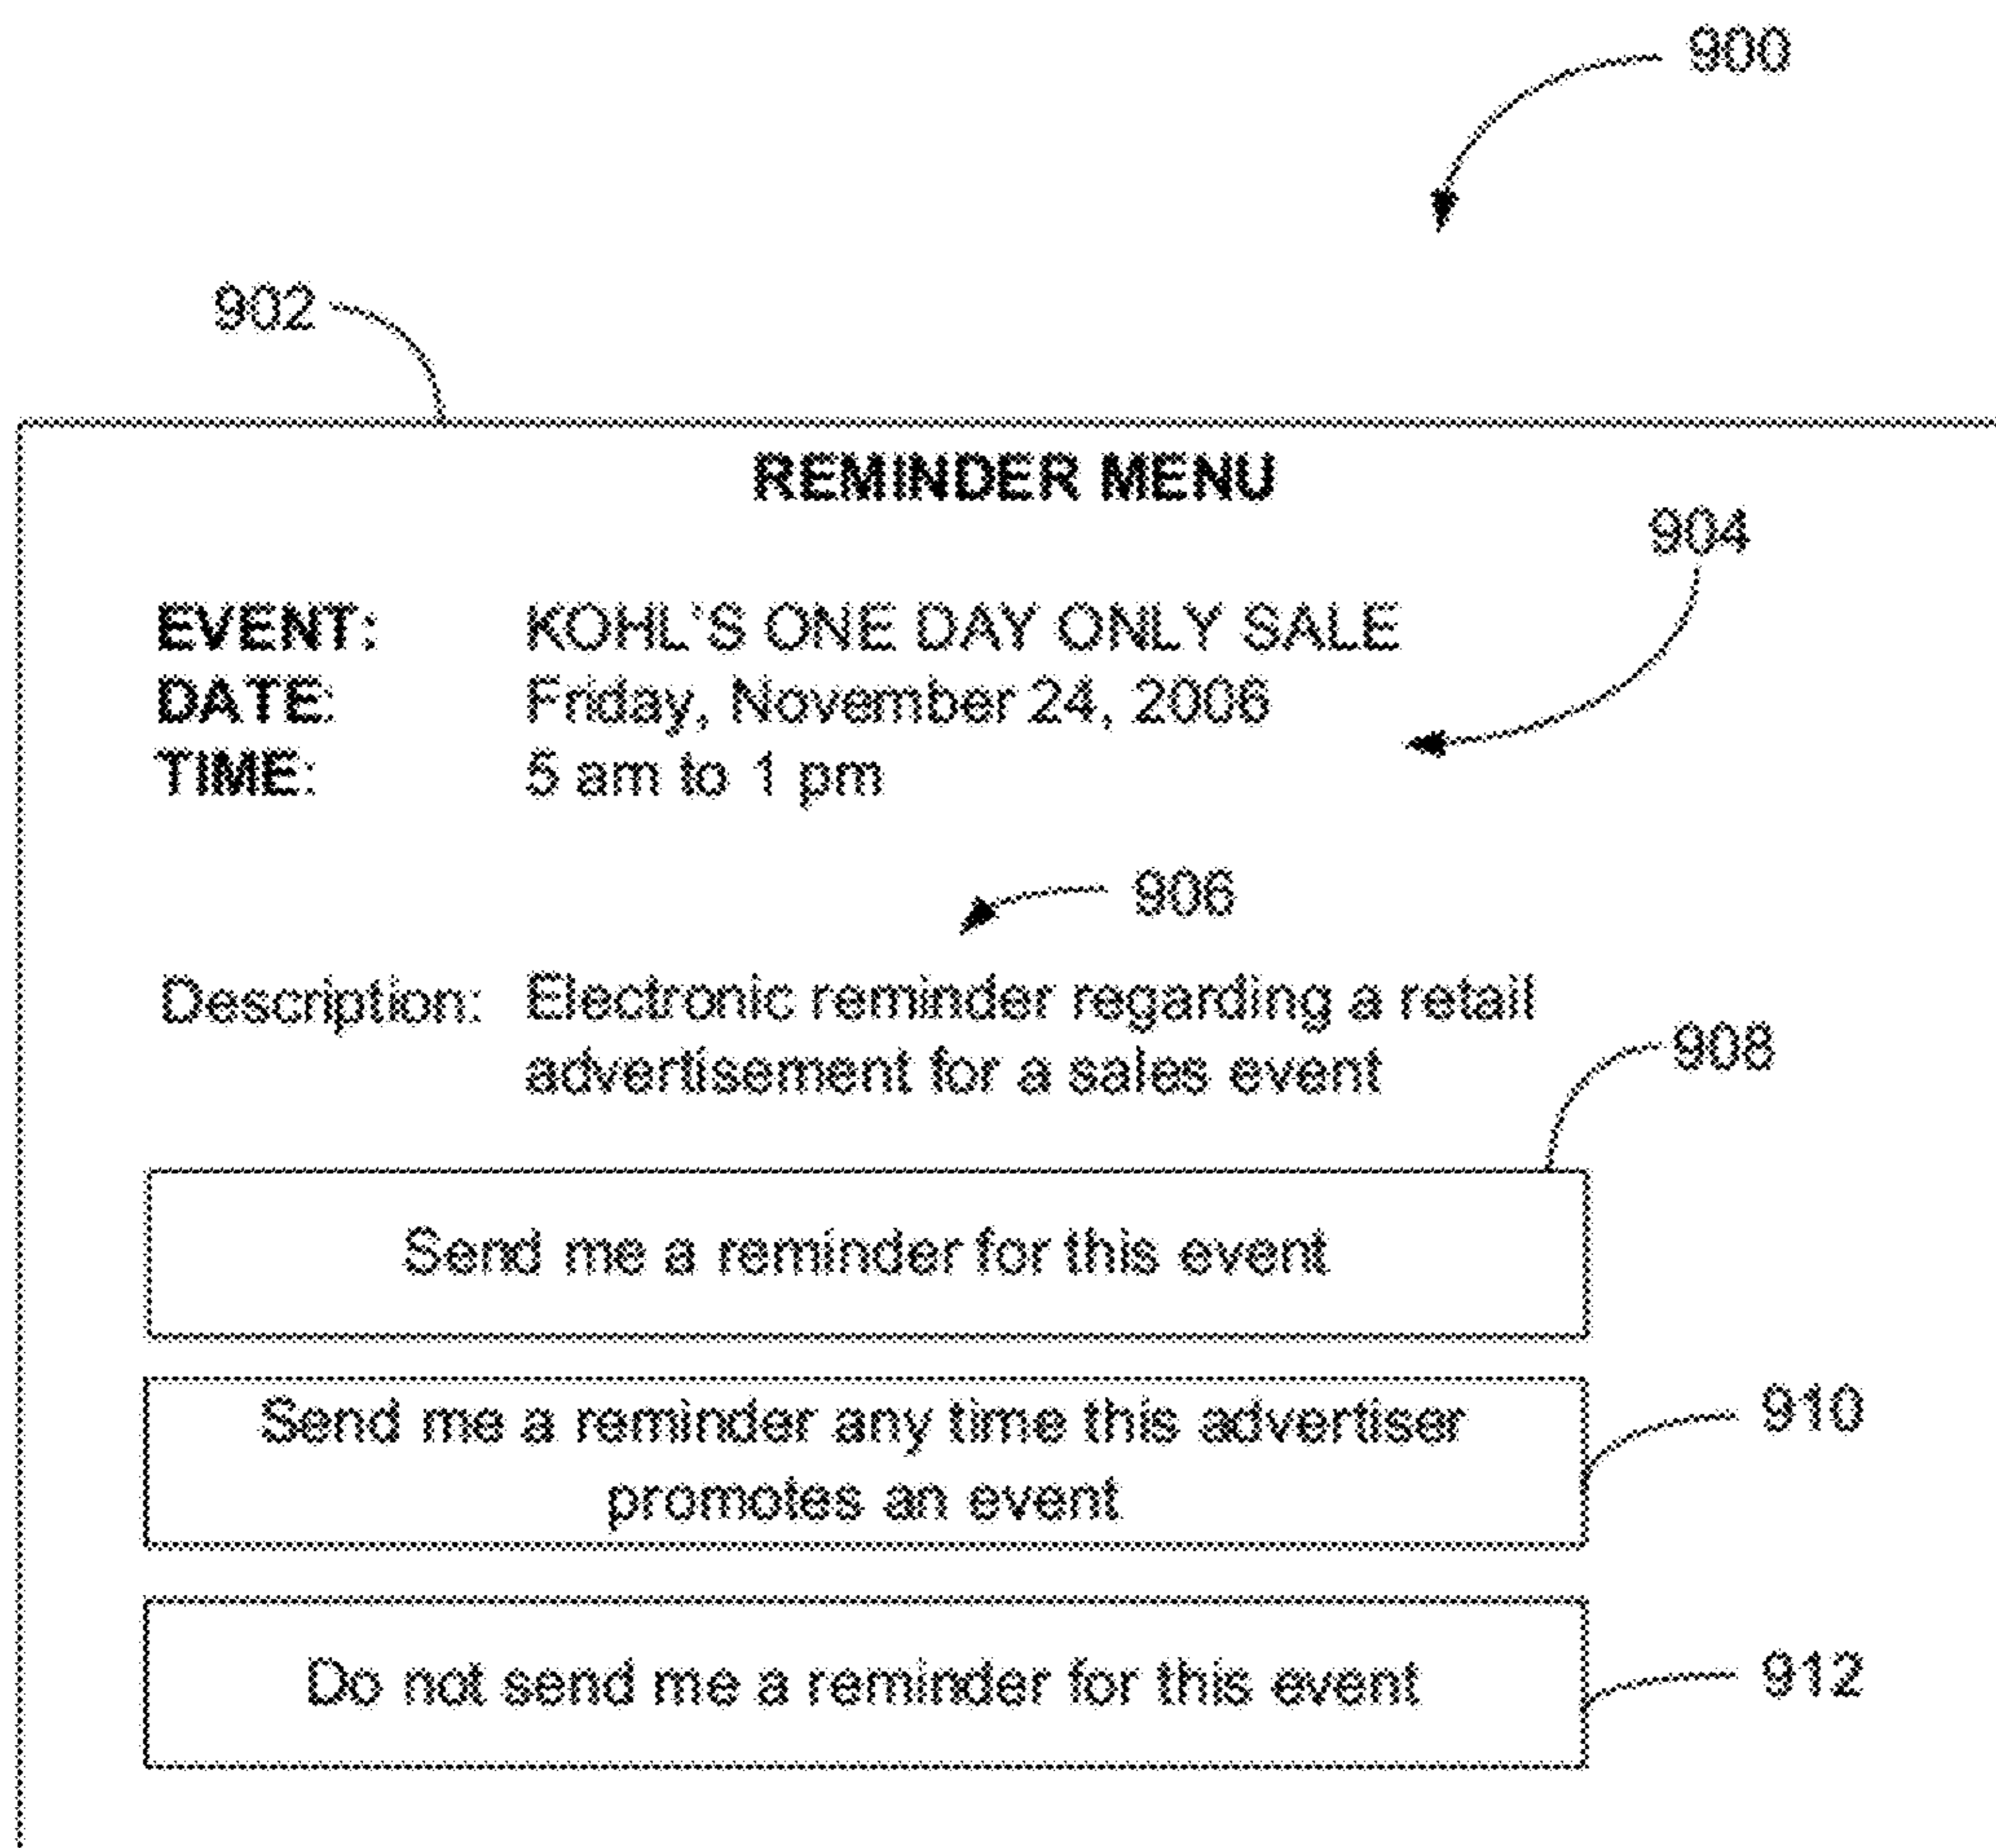 900
902
REMINDER MENU
904
EVENT: KOHL'S ONE DAY ONLY SALE
DATE: Friday, November 24, 2006
TIME: 5 am to 1 pm
906
Description: Electronic reminder regarding a retail
advertisement for a sales event
908
Send me a reminder for this event
Send me a reminder any time this advertiser
promotes an event
910
Do not send me a reminder for this event
912